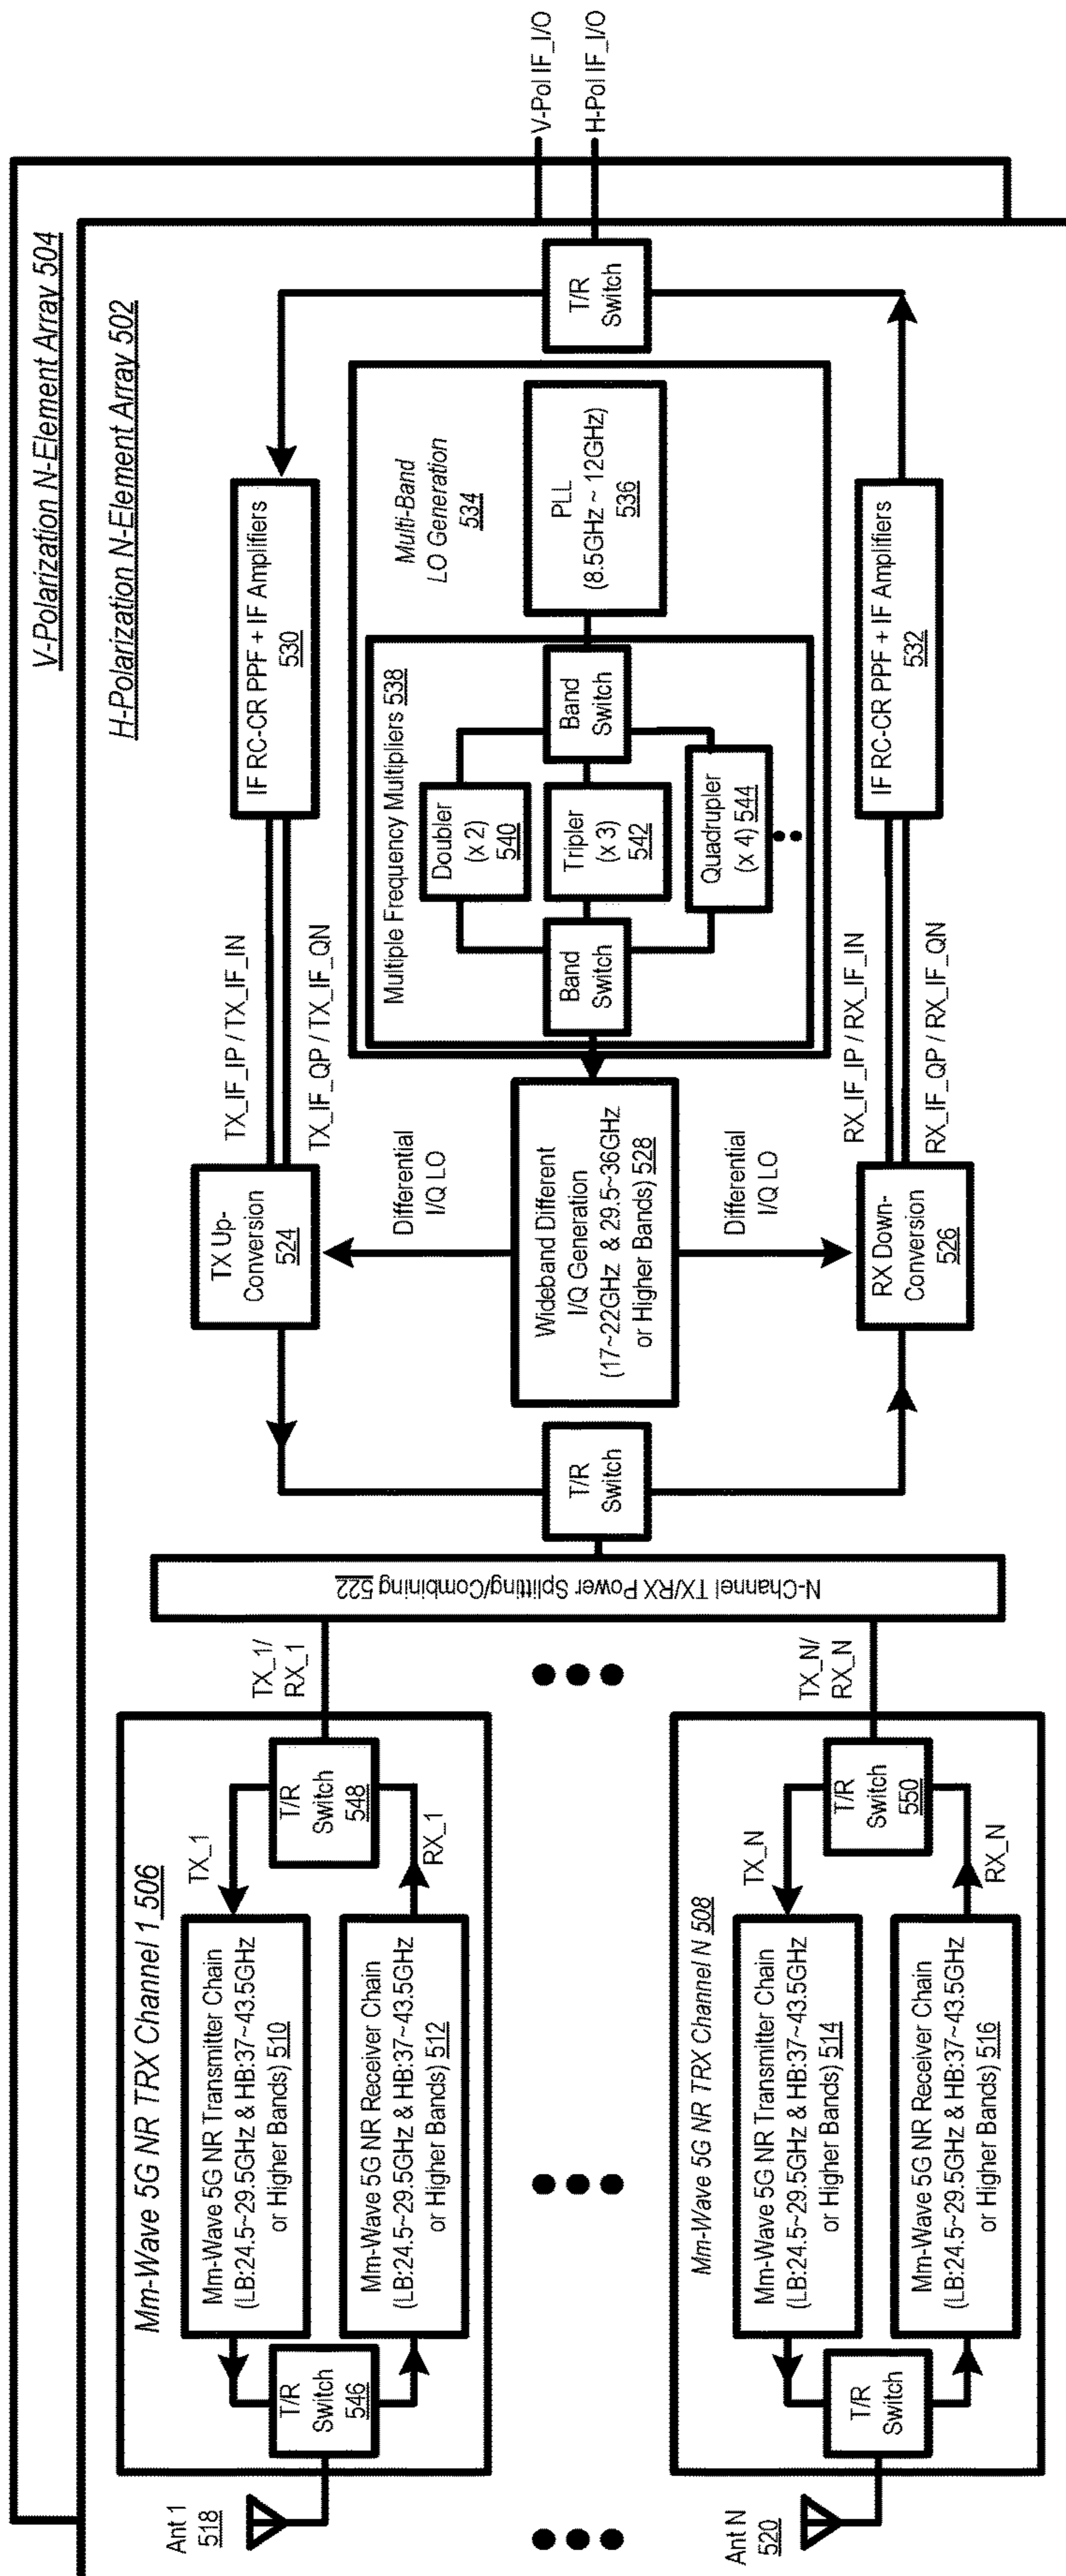 V-Polarization N-Element Array 504
H-Polarization N-Element Array 502
Mm-Wave 5G NR TRX Channel 1 506
Ant 1
518
T/R
Switch
546
Mm-Wave 5G NR Transmitter Chain
(LB:24.5~29.5GHz & HB:37~43.5GHz
or Higher Bands) 510
Mm-Wave 5G NR Receiver Chain
(LB:24.5~29.5GHz & HB:37~43.5GHz
or Higher Bands) 512
TX_1
T/R
Switch
548
RX_1
TX_1/
RX_1
Mm-Wave 5G NR TRX Channel N 508
Ant N
520
T/R
Switch
Mm-Wave 5G NR Transmitter Chain
(LB:24.5~29.5GHz & HB:37~43.5GHz
or Higher Bands) 514
Mm-Wave 5G NR Receiver Chain
(LB:24.5~29.5GHz & HB:37~43.5GHz
or Higher Bands) 516
TX_N
T/R
Switch
550
RX_N
TX_N/
RX_N
N-Channel TX/RX Power Splitting/Combining 522
T/R
Switch
TX Up-
Conversion
524
Differential
I/Q LO
Wideband Different
I/Q Generation
(17~22GHz & 29.5~36GHz
or Higher Bands) 528
Differential
I/Q LO
RX Down-
Conversion
526
TX_IF_IP / TX_IF_IN
TX_IF_QP / TX_IF_QN
IF RC-CR PPF + IF Amplifiers
530
Multiple Frequency Multipliers 538
Band
Switch
Doubler
(x 2)
540
Tripler
(x 3)
542
Quadrupler
(x 4) 544
Band
Switch
Multi-Band
LO Generation
534
PLL
(8.5GHz ~ 12GHz)
536
RX_IF_IP / RX_IF_IN
RX_IF_QP / RX_IF_QN
IF RC-CR PPF + IF Amplifiers
532
T/R
Switch
V-Pol IF_I/O
H-Pol IF_I/O